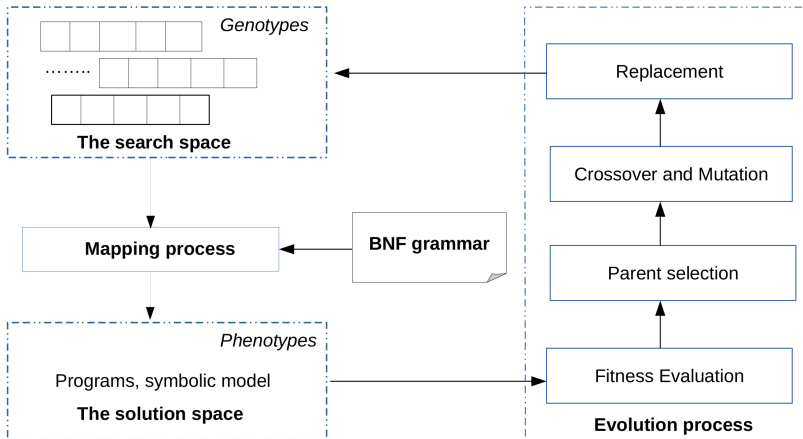 Genotypes
........
The search space
Mapping process
BNF grammar
Phenotypes
Programs, symbolic model
The solution space
Replacement
Crossover and Mutation
Parent selection
Fitness Evaluation
Evolution process